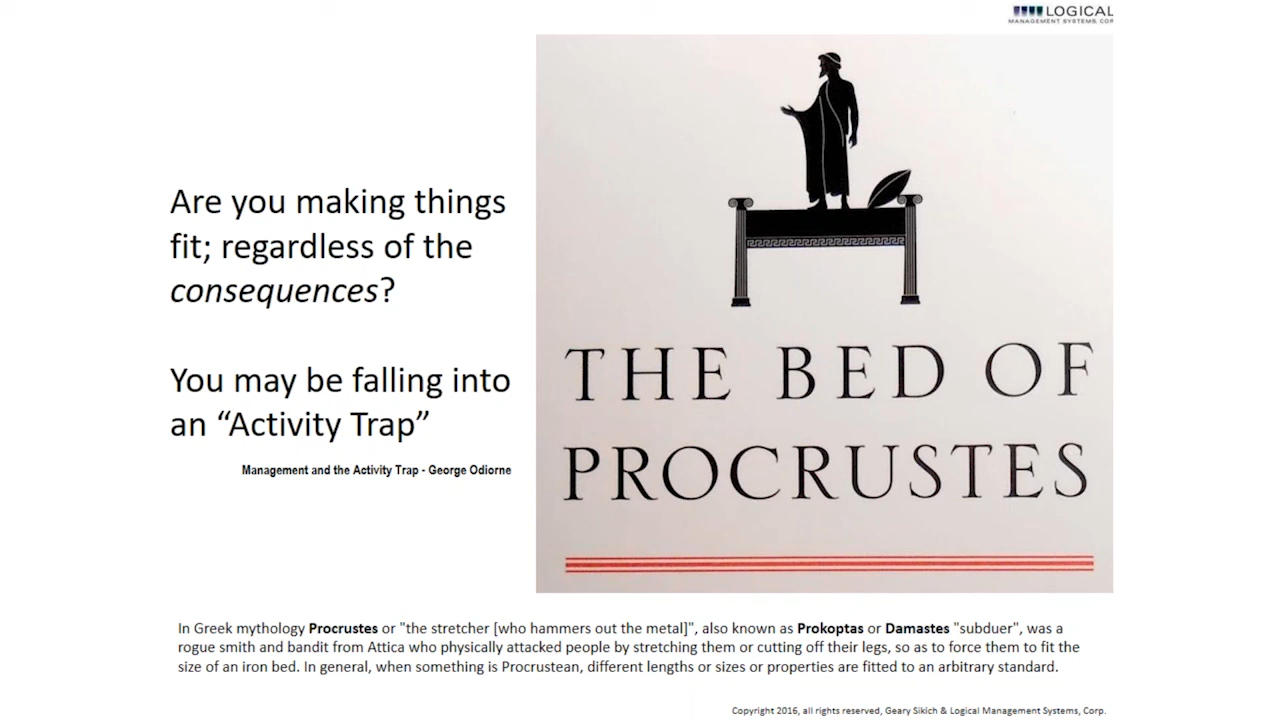 LOGICAL
MANAGEMENT SYSTEMS, COR
Are you making things
fit; regardless of the
consequences?
You may be falling into
an “Activity Trap”
Management and the Activity Trap - George Odiorne
THE BED OF
PROCRUSTES
In Greek mythology Procrustes or "the stretcher [who hammers out the metal]", also known as Prokoptas or Damastes "subduer", was a
rogue smith and bandit from Attica who physically attacked people by stretching them or cutting off their legs, so as to force them to fit the
size of an iron bed. In general, when something is Procrustean, different lengths or sizes or properties are fitted to an arbitrary standard.
Copyright 2016, all rights reserved, Geary Sikich & Logical Management Systems, Corp.